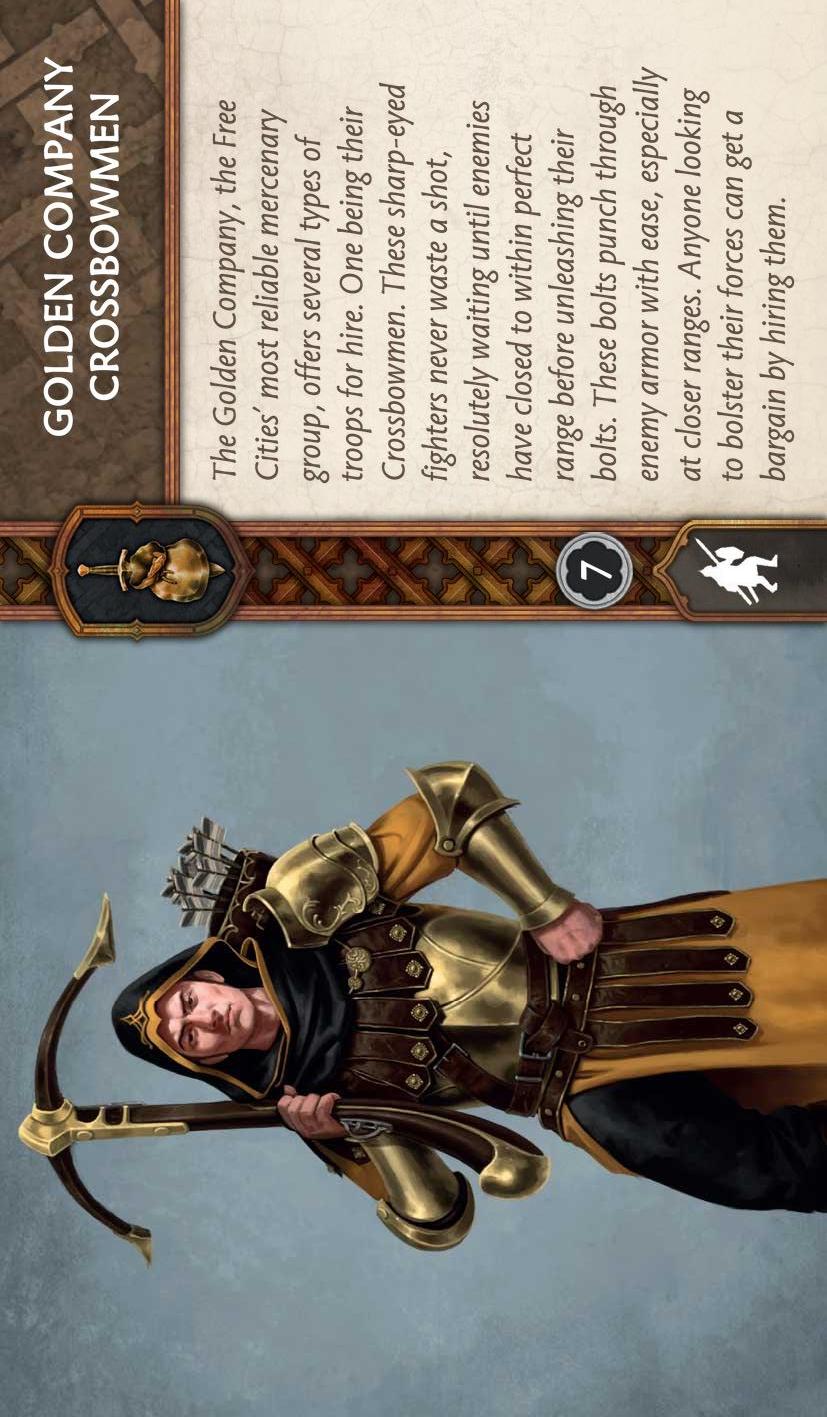 GOLDEN COMPANY
CROSSBOWMEN
The Golden Company, the Free
Cities’ most reliable mercenary
group, offers several types of
troops for hire. One being their
Crossbowmen. These sharp-eyed
fighters never waste a shot,
resolutely waiting until enemies
have closed to within perfect
range before unleashing their
bolts. These bolts punch through
enemy armor with ease, especially
at closer ranges. Anyone looking
to bolster their forces can get a
bargain by hiring them.
7